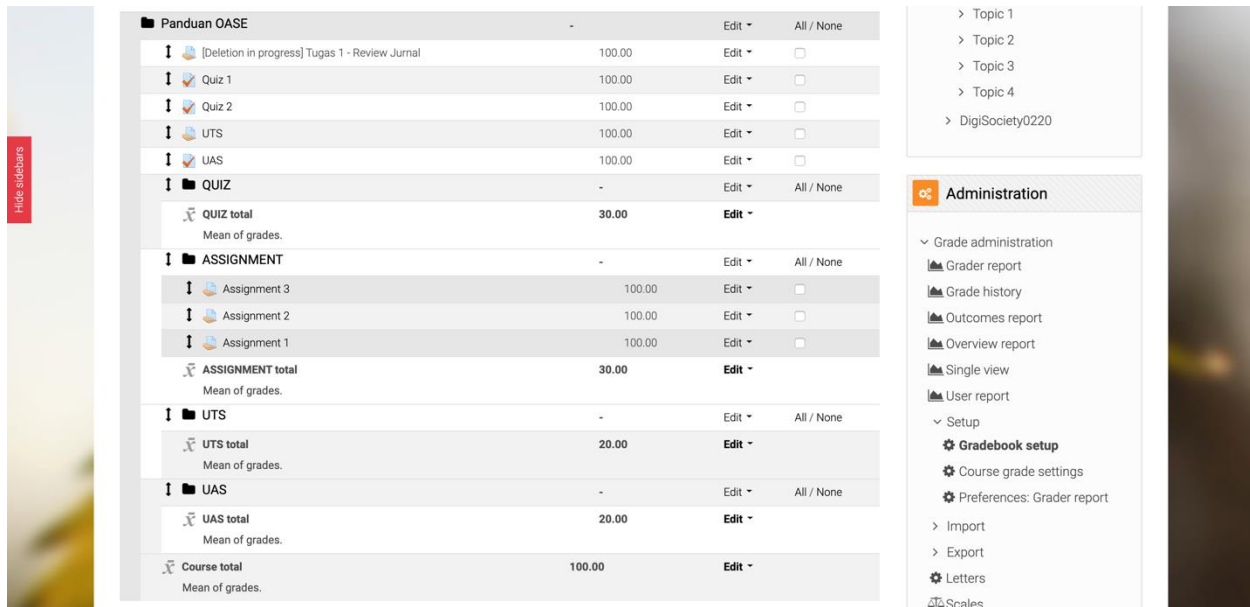 Hide sidebars
Panduan OASE - Edit All / None
[Deletion in progress] Tugas 1 - Review Jurnal 100.00 Edit
Quiz 1 100.00 Edit
Quiz 2 100.00 Edit
UTS 100.00 Edit
UAS 100.00 Edit
QUIZ - Edit All / None
QUIZ total 30.00 Edit
Mean of grades.
ASSIGNMENT - Edit All / None
Assignment 3 100.00 Edit
Assignment 2 100.00 Edit
Assignment 1 100.00 Edit
ASSIGNMENT total 30.00 Edit
Mean of grades.
UTS - Edit All / None
UTS total 20.00 Edit
Mean of grades.
UAS - Edit All / None
UAS total 20.00 Edit
Mean of grades.
Course total 100.00 Edit
Mean of grades.
Topic 1
Topic 2
Topic 3
Topic 4
DigiSociety0220
Administration
Grade administration
Grader report
Grade history
Outcomes report
Overview report
Single view
User report
Setup
Gradebook setup
Course grade settings
Preferences: Grader report
Import
Export
Letters
Scales